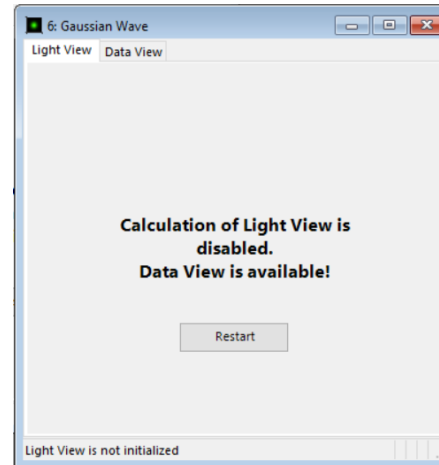 6: Gaussian Wave
Light View Data View
Calculation of Light View is
disabled.
Data View is available!
Restart
Light View is not initialized